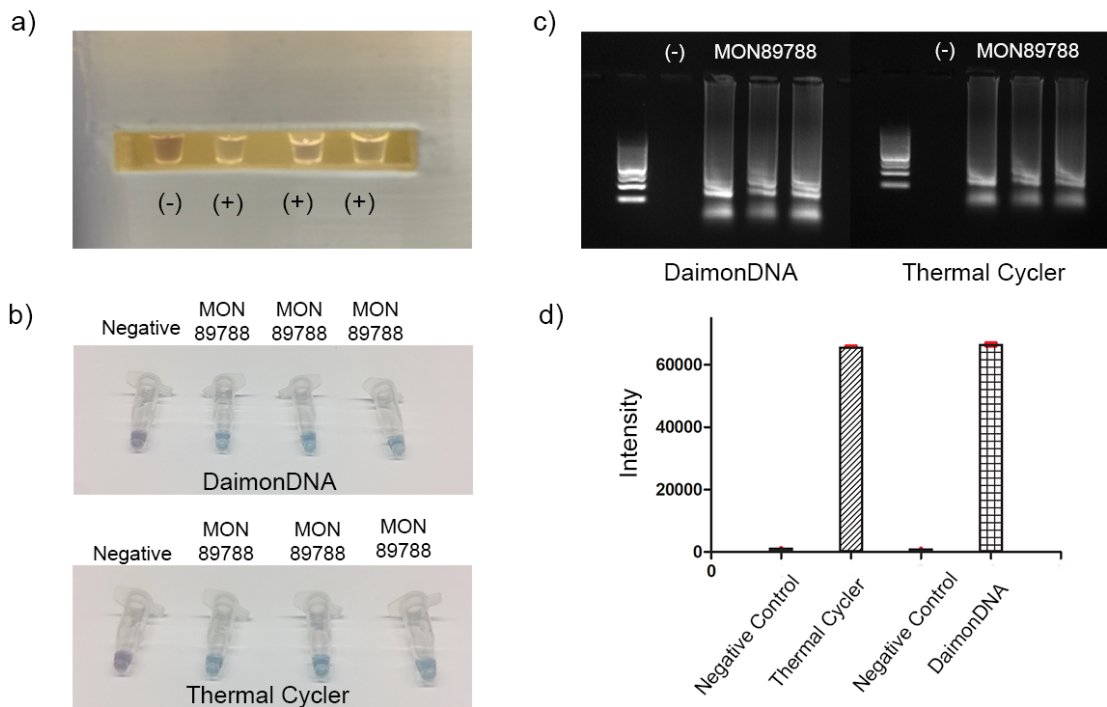 a)
(-) (+) (+) (+)
b)
Negative MON 89788 MON 89788 MON 89788
DaimonDNA
Negative MON 89788 MON 89788 MON 89788
Thermal Cycler
c)
(-) MON89788 (-) MON89788
DaimonDNA Thermal Cycler
d)
Intensity
60000
40000
20000
0
0
Negative Control
Thermal Cycler
Negative Control
DaimonDNA